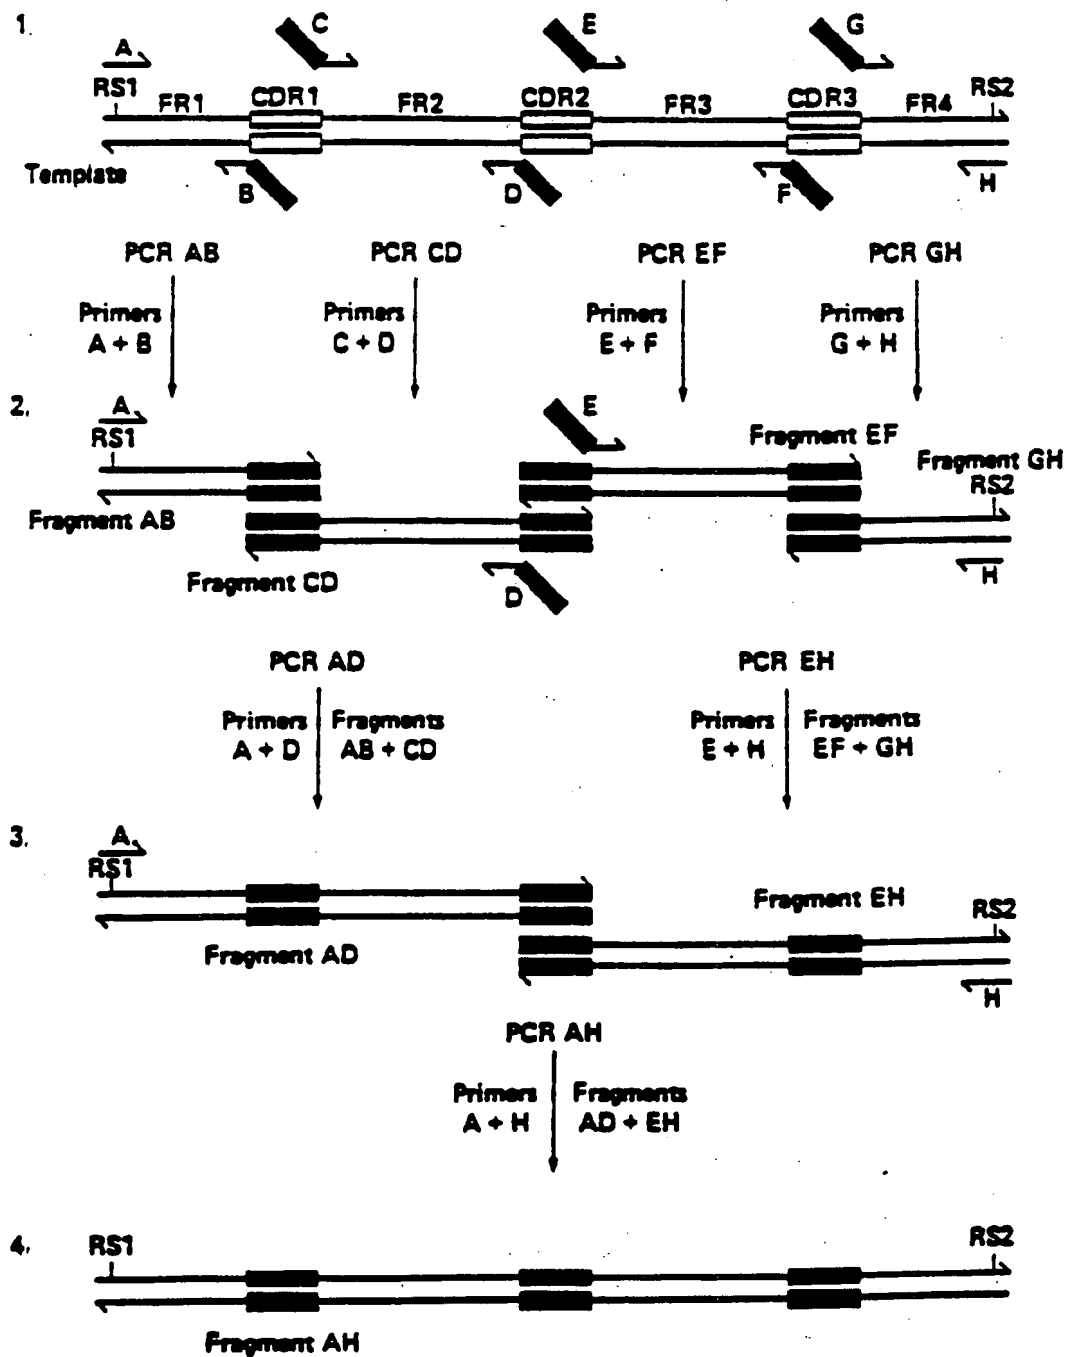 1.
A
C
E
G
RS1
FR1
CDR1
FR2
CDR2
FR3
CDR3
FR4
RS2
Template
B
D
F
H
PCR AB
PCR CD
PCR EF
PCR GH
Primers
A + B
Primers
C + D
Primers
E + F
Primers
G + H
2.
A
RS1
E
Fragment EF
Fragment GH
RS2
Fragment AB
Fragment CD
D
H
PCR AD
PCR EH
Primers
A + D
Fragments
AB + CD
Primers
E + H
Fragments
EF + GH
3.
A
RS1
Fragment EH
RS2
Fragment AD
H
PCR AH
Primers
A + H
Fragments
AD + EH
4.
RS1
RS2
Fragment AH